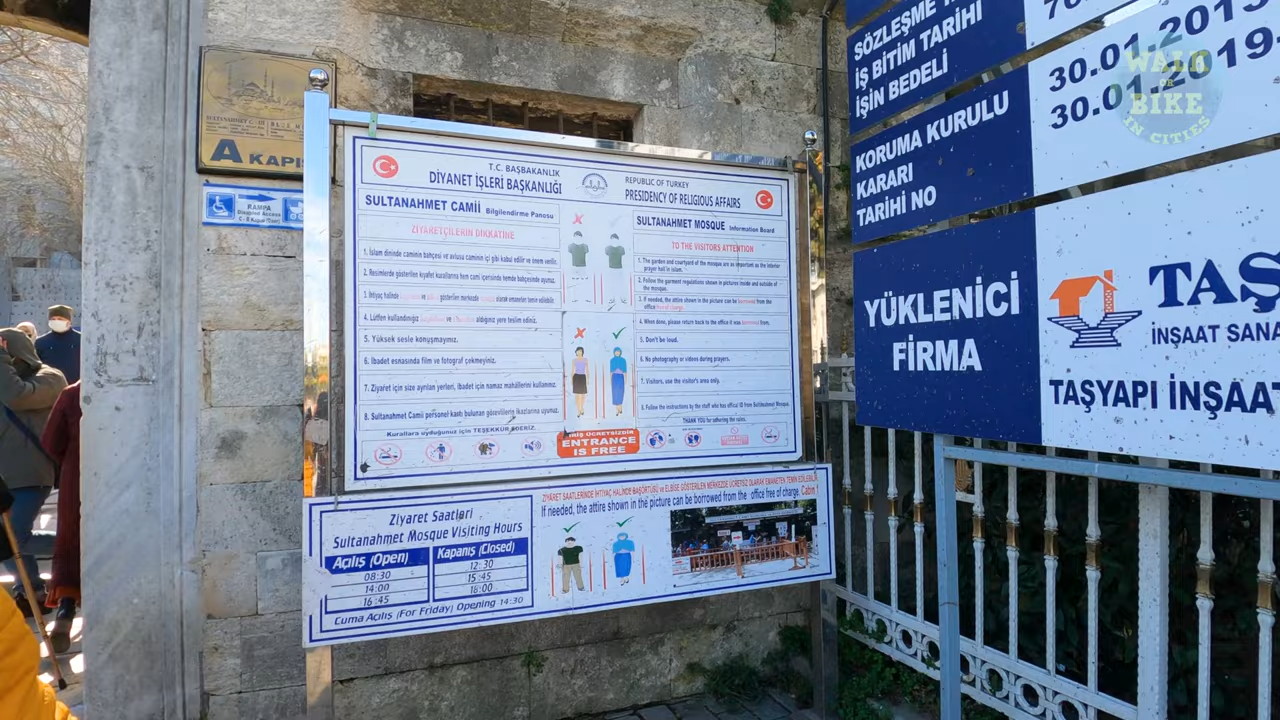 SULTANAHMET CAMİİ
A KAPIS
RAMPA
Disabled Access
T.C. BAŞBAKANLIK
DİYANET İŞLERİ BAŞKANLIĞI
REPUBLIC OF TURKEY
PRESIDENCY OF RELIGIOUS AFFAIRS
SULTANAHMET CAMİİ Bilgilendirme Panosu
ZİYARETÇİLERİN DİKKATİNE
1. İslam dininde caminin bahçesi ve avlusu caminin içi gibi kabul edilir ve önem verilir.
2. Resimlerde gösterilen kıyafet kurallarına hem cami içerisinde hemde bahçesinde uyunuz.
3. İhtiyaç halinde gösterilen merkezde olarak emaneten temin edilebilir.
4. Lütfen kullandığınız ve aldığınız yere teslim ediniz.
5. Yüksek sesle konuşmayınız.
6. İbadet esnasında film ve fotoğraf çekmeyiniz.
7. Ziyaret için size ayrılan yerleri, ibadet için namaz mahallerini kullanınız.
8. Sultanahmet Camii personel kartı bulunan görevlilerin ikazlarına uyunuz.
Kurallara uyduğunuz için TEŞEKKÜR EDERİZ.
SULTANAHMET MOSQUE Information Board
TO THE VISITORS ATTENTION
1. The garden and courtyard of the mosque are as important as the interior
prayer hall in islam.
2. Follow the garment regulations shown in pictures inside and outside of
the mosque.
3. If needed, the attire shown in the picture can be borrowed from the
office free of charge.
4. When done, please return back to the office it was borrowed from.
5. Don't be loud.
6. No photography or videos during prayers.
7. Visitors, use the visitor's area only.
8. Follow the instructions by the staff who has office ID from Sultanahmet Mosque.
THANK YOU for adhering the rules.
GİRİŞ ÜCRETSİZDİR
ENTRANCE
IS FREE
Ziyaret Saatleri
Sultanahmet Mosque Visiting Hours
Açılış (Open) Kapanış (Closed)
08:30 12:30
14:00 15:45
16:45 18:00
Cuma Açılış (For Friday) Opening 14:30
ZİYARET SAATLERİNDE İHTİYAÇ HALİNDE BAŞÖRTÜSÜ ve ELBİSE GÖSTERİLEN MERKEZDE ÜCRETSİZ OLARAK EMANETEN TEMİN EDİLEBİLİR
If needed, the attire shown in the picture can be borrowed from the office free of charge. Cabin 1
SÖZLEŞME
İŞ BİTİM TARİHİ
İŞİN BEDELİ
70.
30.01.2015
30.01.2019-
KORUMA KURULU
KARARI
TARİHİ NO
YÜKLENİCİ
FİRMA
TAŞ
İNŞAAT SANA
TAŞYAPI İNŞAAT
WALK
OR
BIKE
IN CITIES